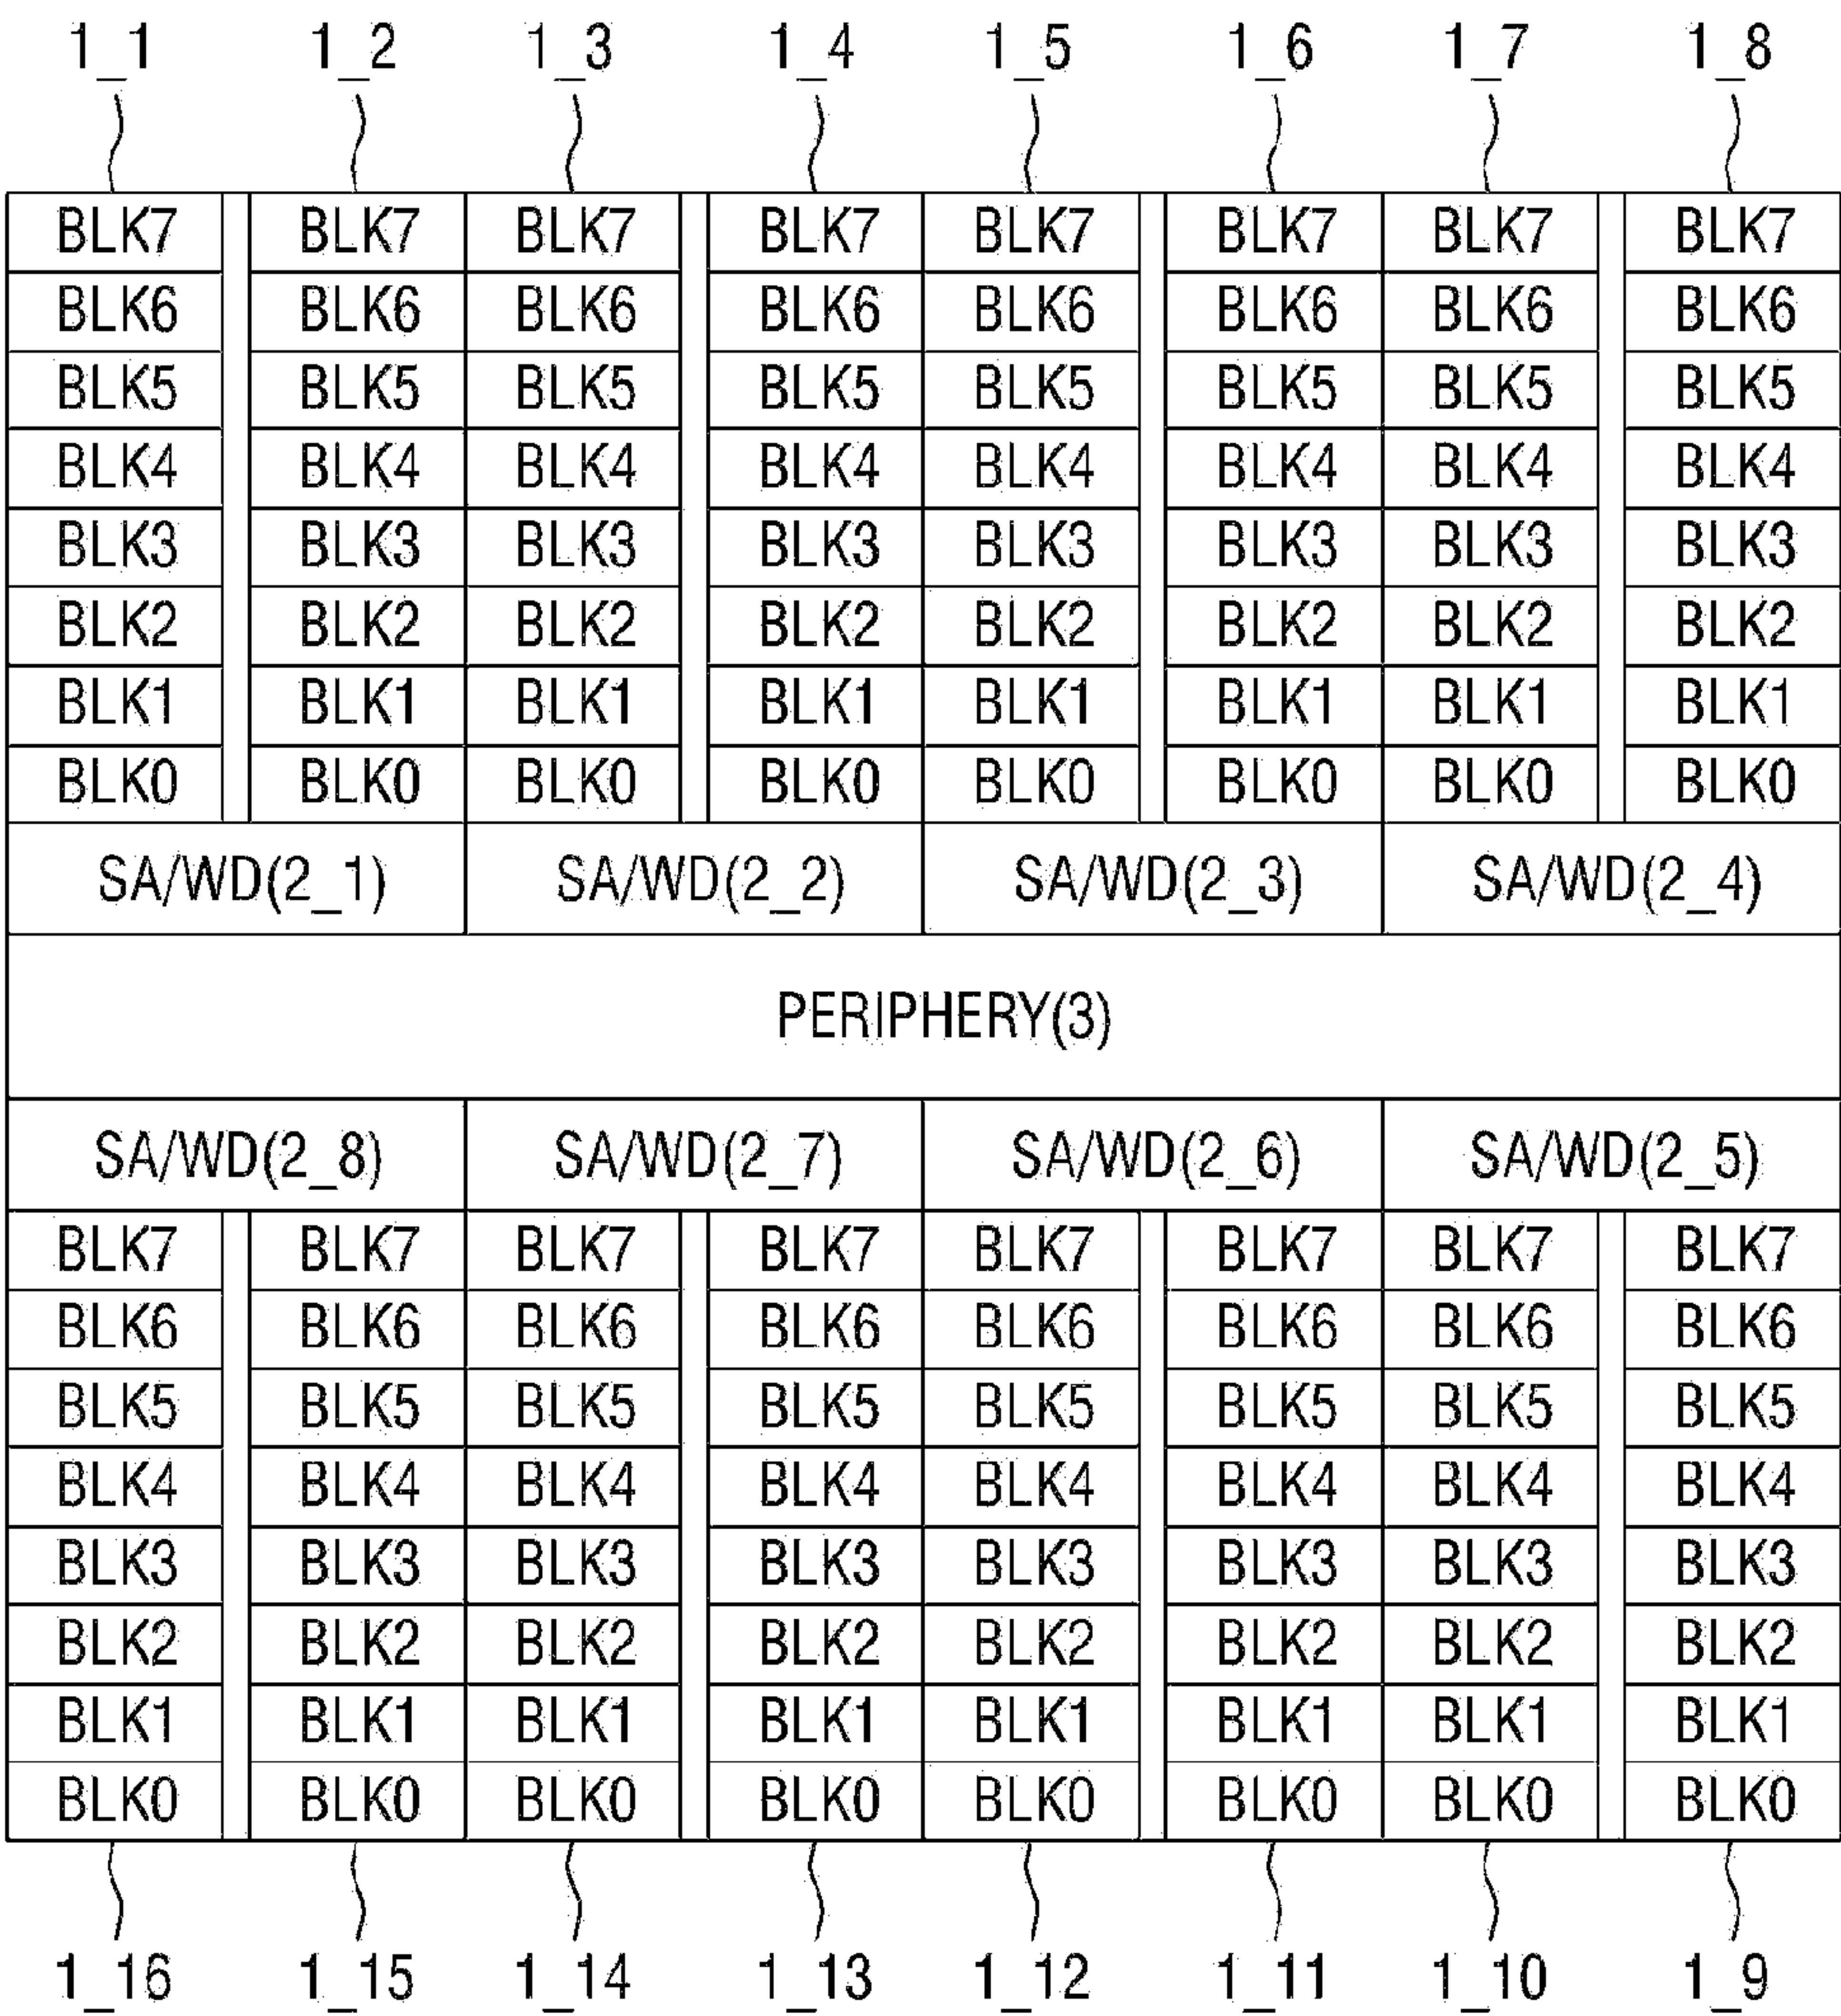 1_1 1_2 1_3 1_4 1_5 1_6 1_7 1_8
BLK7 BLK7 BLK7 BLK7 BLK7 BLK7 BLK7 BLK7
BLK6 BLK6 BLK6 BLK6 BLK6 BLK6 BLK6 BLK6
BLK5 BLK5 BLK5 BLK5 BLK5 BLK5 BLK5 BLK5
BLK4 BLK4 BLK4 BLK4 BLK4 BLK4 BLK4 BLK4
BLK3 BLK3 BLK3 BLK3 BLK3 BLK3 BLK3 BLK3
BLK2 BLK2 BLK2 BLK2 BLK2 BLK2 BLK2 BLK2
BLK1 BLK1 BLK1 BLK1 BLK1 BLK1 BLK1 BLK1
BLK0 BLK0 BLK0 BLK0 BLK0 BLK0 BLK0 BLK0
SA/WD(2_1) SA/WD(2_2) SA/WD(2_3) SA/WD(2_4)
PERIPHERY(3)
SA/WD(2_8) SA/WD(2_7) SA/WD(2_6) SA/WD(2_5)
BLK7 BLK7 BLK7 BLK7 BLK7 BLK7 BLK7 BLK7
BLK6 BLK6 BLK6 BLK6 BLK6 BLK6 BLK6 BLK6
BLK5 BLK5 BLK5 BLK5 BLK5 BLK5 BLK5 BLK5
BLK4 BLK4 BLK4 BLK4 BLK4 BLK4 BLK4 BLK4
BLK3 BLK3 BLK3 BLK3 BLK3 BLK3 BLK3 BLK3
BLK2 BLK2 BLK2 BLK2 BLK2 BLK2 BLK2 BLK2
BLK1 BLK1 BLK1 BLK1 BLK1 BLK1 BLK1 BLK1
BLK0 BLK0 BLK0 BLK0 BLK0 BLK0 BLK0 BLK0
1_16 1_15 1_14 1_13 1_12 1_11 1_10 1_9